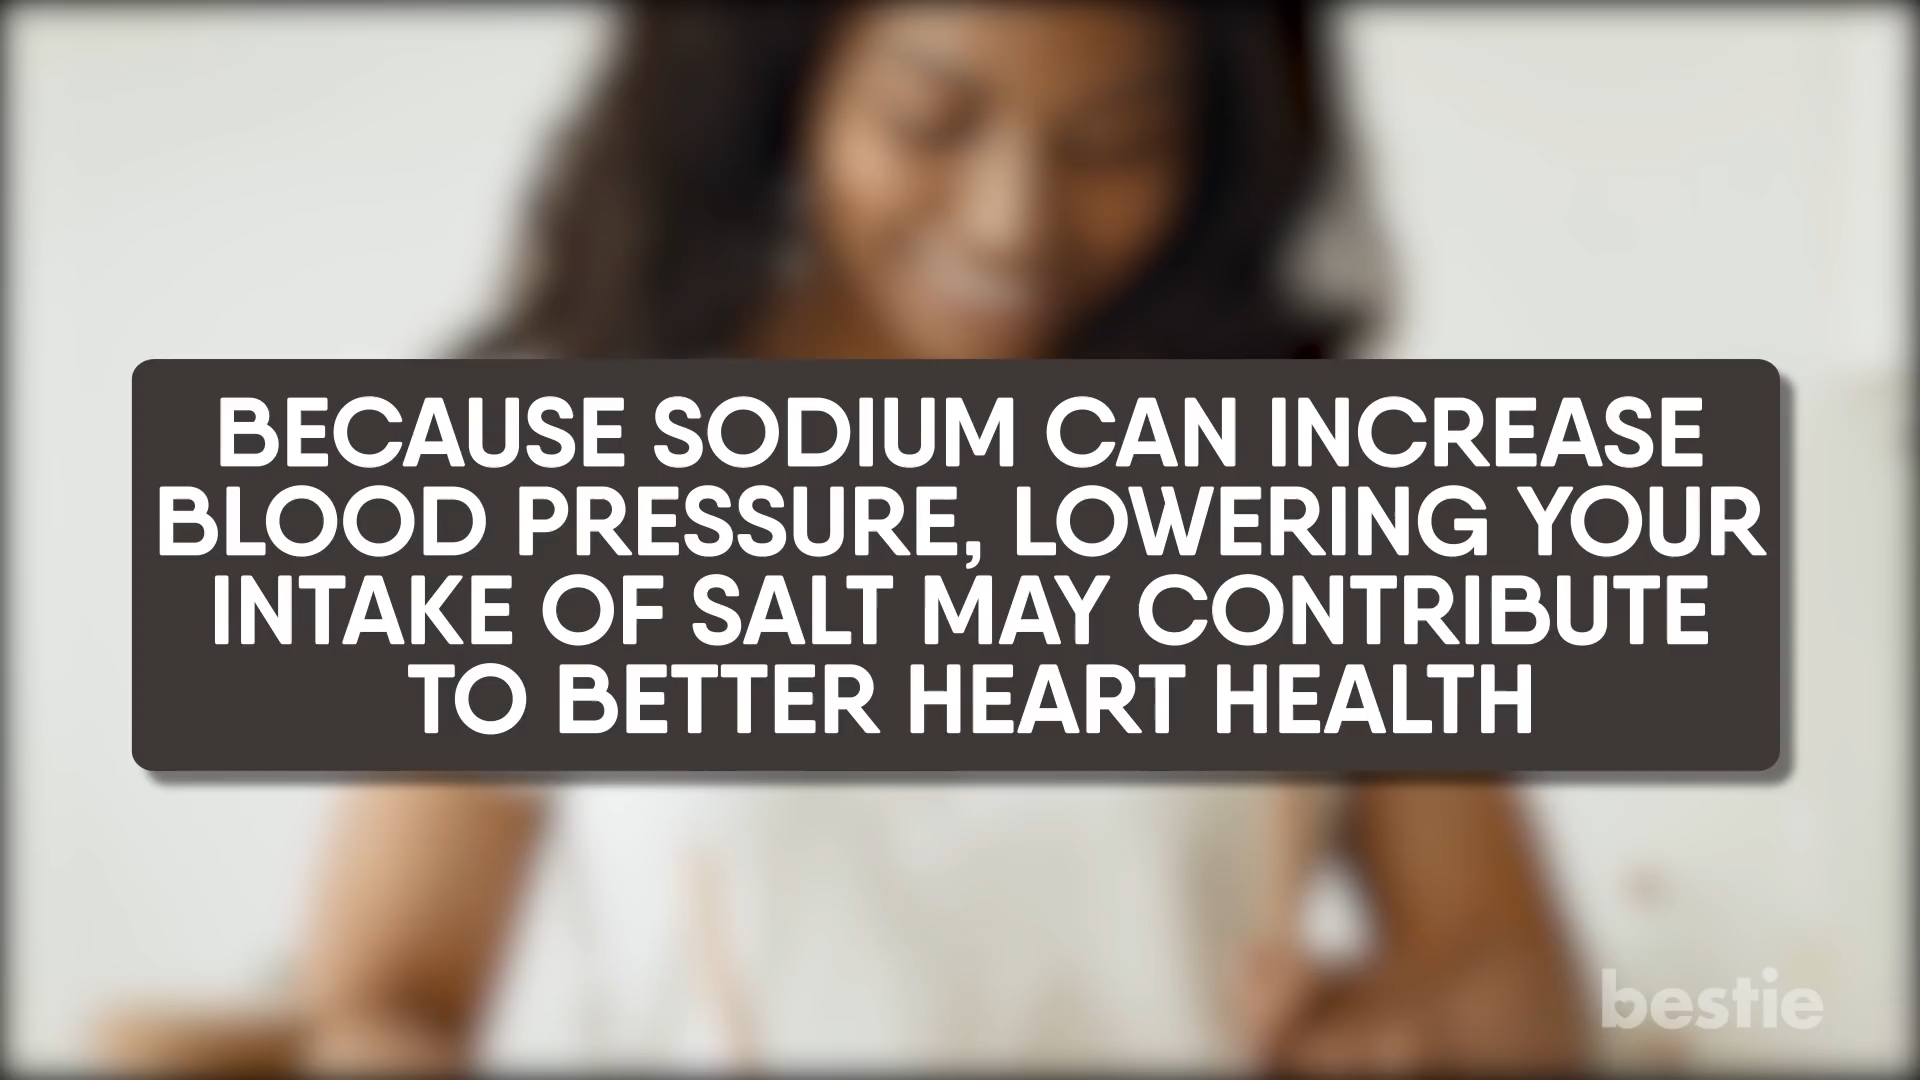 BECAUSE SODIUM CAN INCREASE
BLOOD PRESSURE, LOWERING YOUR
INTAKE OF SALT MAY CONTRIBUTE
TO BETTER HEART HEALTH
bestie